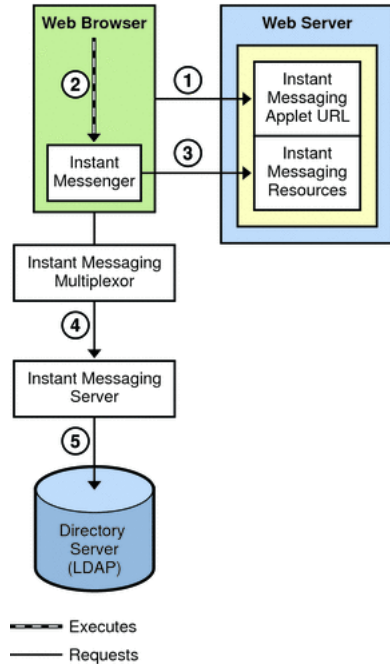 Web Browser
Web Server
2
1
Instant
Messaging
Applet URL
Instant
Messenger
3
Instant
Messaging
Resources
Instant Messaging
Multiplexor
4
Instant Messaging
Server
5
Directory
Server
(LDAP)
Executes
Requests